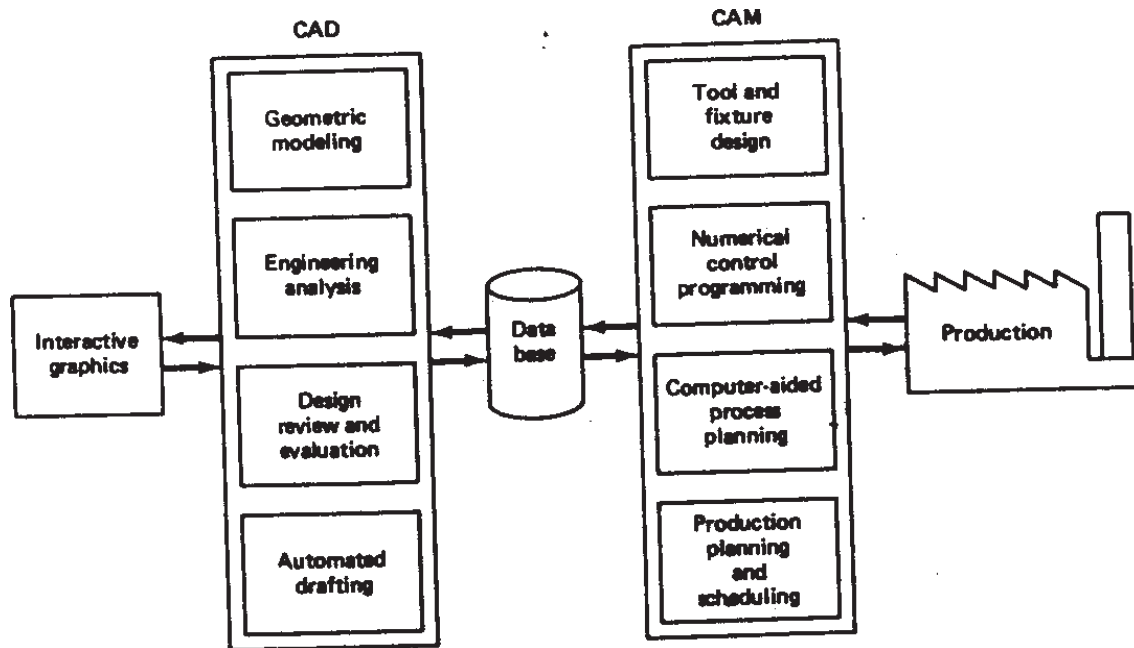 CAD
Geometric
modeling
Engineering
analysis
Design
review and
evaluation
Automated
drafting
Interactive
graphics
Data
base
CAM
Tool and
fixture
design
Numerical
control
programming
Computer-aided
process
planning
Production
planning
and
scheduling
Production